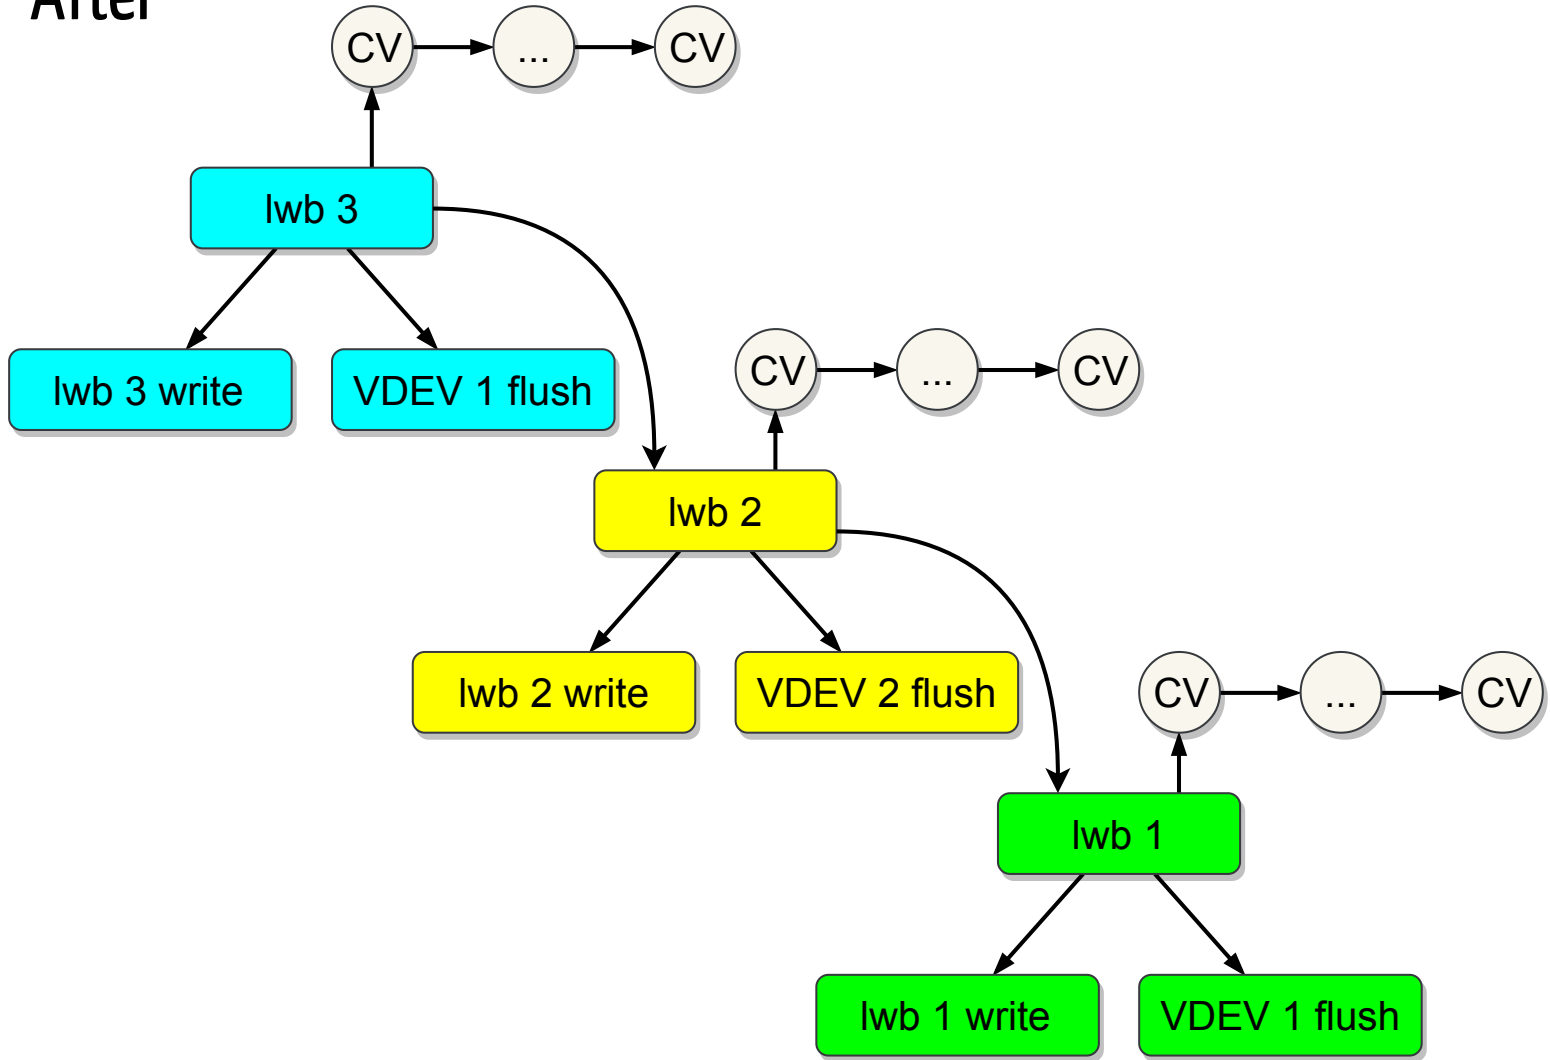 After
CV ... CV
lwb 3
lwb 3 write VDEV 1 flush
CV ... CV
lwb 2
lwb 2 write VDEV 2 flush
CV ... CV
lwb 1
lwb 1 write VDEV 1 flush